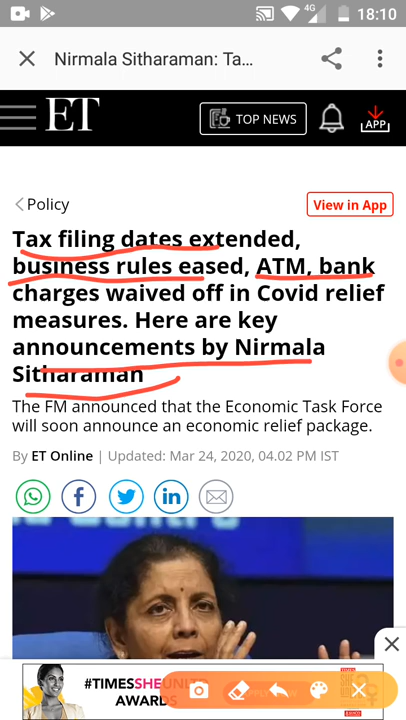 4G 18:10
Nirmala Sitharaman: Ta...
ET TOP NEWS APP
Policy View in App
Tax filing dates extended,
business rules eased, ATM, bank
charges waived off in Covid relief
measures. Here are key
announcements by Nirmala
Sitharaman
The FM announced that the Economic Task Force
will soon announce an economic relief package.
By ET Online | Updated: Mar 24, 2020, 04.02 PM IST
#TIMESSHEUNLTD
AWARDS